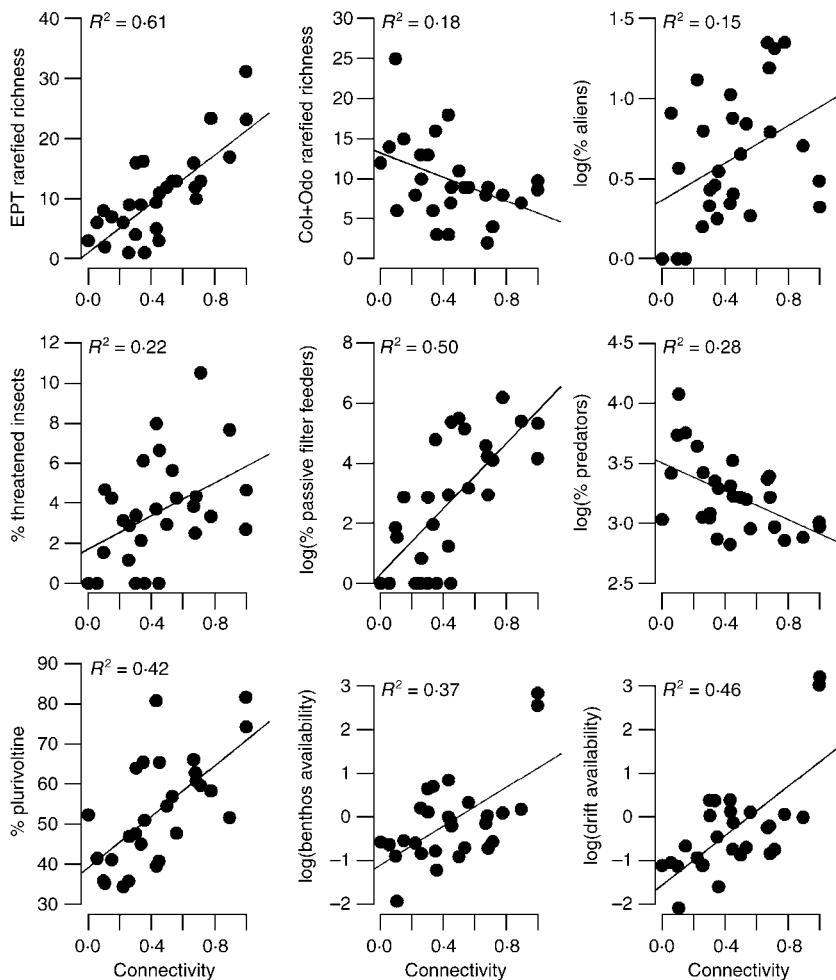 R² = 0·61
EPT rarefied richness
40
30
20
10
0
0·0 0·4 0·8
R² = 0·18
Col+Odo rarefied richness
30
25
20
15
10
5
0
0·0 0·4 0·8
R² = 0·15
log(% aliens)
1·5
1·0
0·5
0·0
0·0 0·4 0·8
R² = 0·22
% threatened insects
12
10
8
6
4
2
0
0·0 0·4 0·8
R² = 0·50
log(% passive filter feeders)
8
6
4
2
0
0·0 0·4 0·8
R² = 0·28
log(% predators)
4·5
4·0
3·5
3·0
2·5
0·0 0·4 0·8
R² = 0·42
% plurivoltine
90
80
70
60
50
40
30
0·0 0·4 0·8
Connectivity
R² = 0·37
log(benthos availability)
3
2
1
0
−1
−2
0·0 0·4 0·8
Connectivity
R² = 0·46
log(drift availability)
3
2
1
0
−1
−2
0·0 0·4 0·8
Connectivity